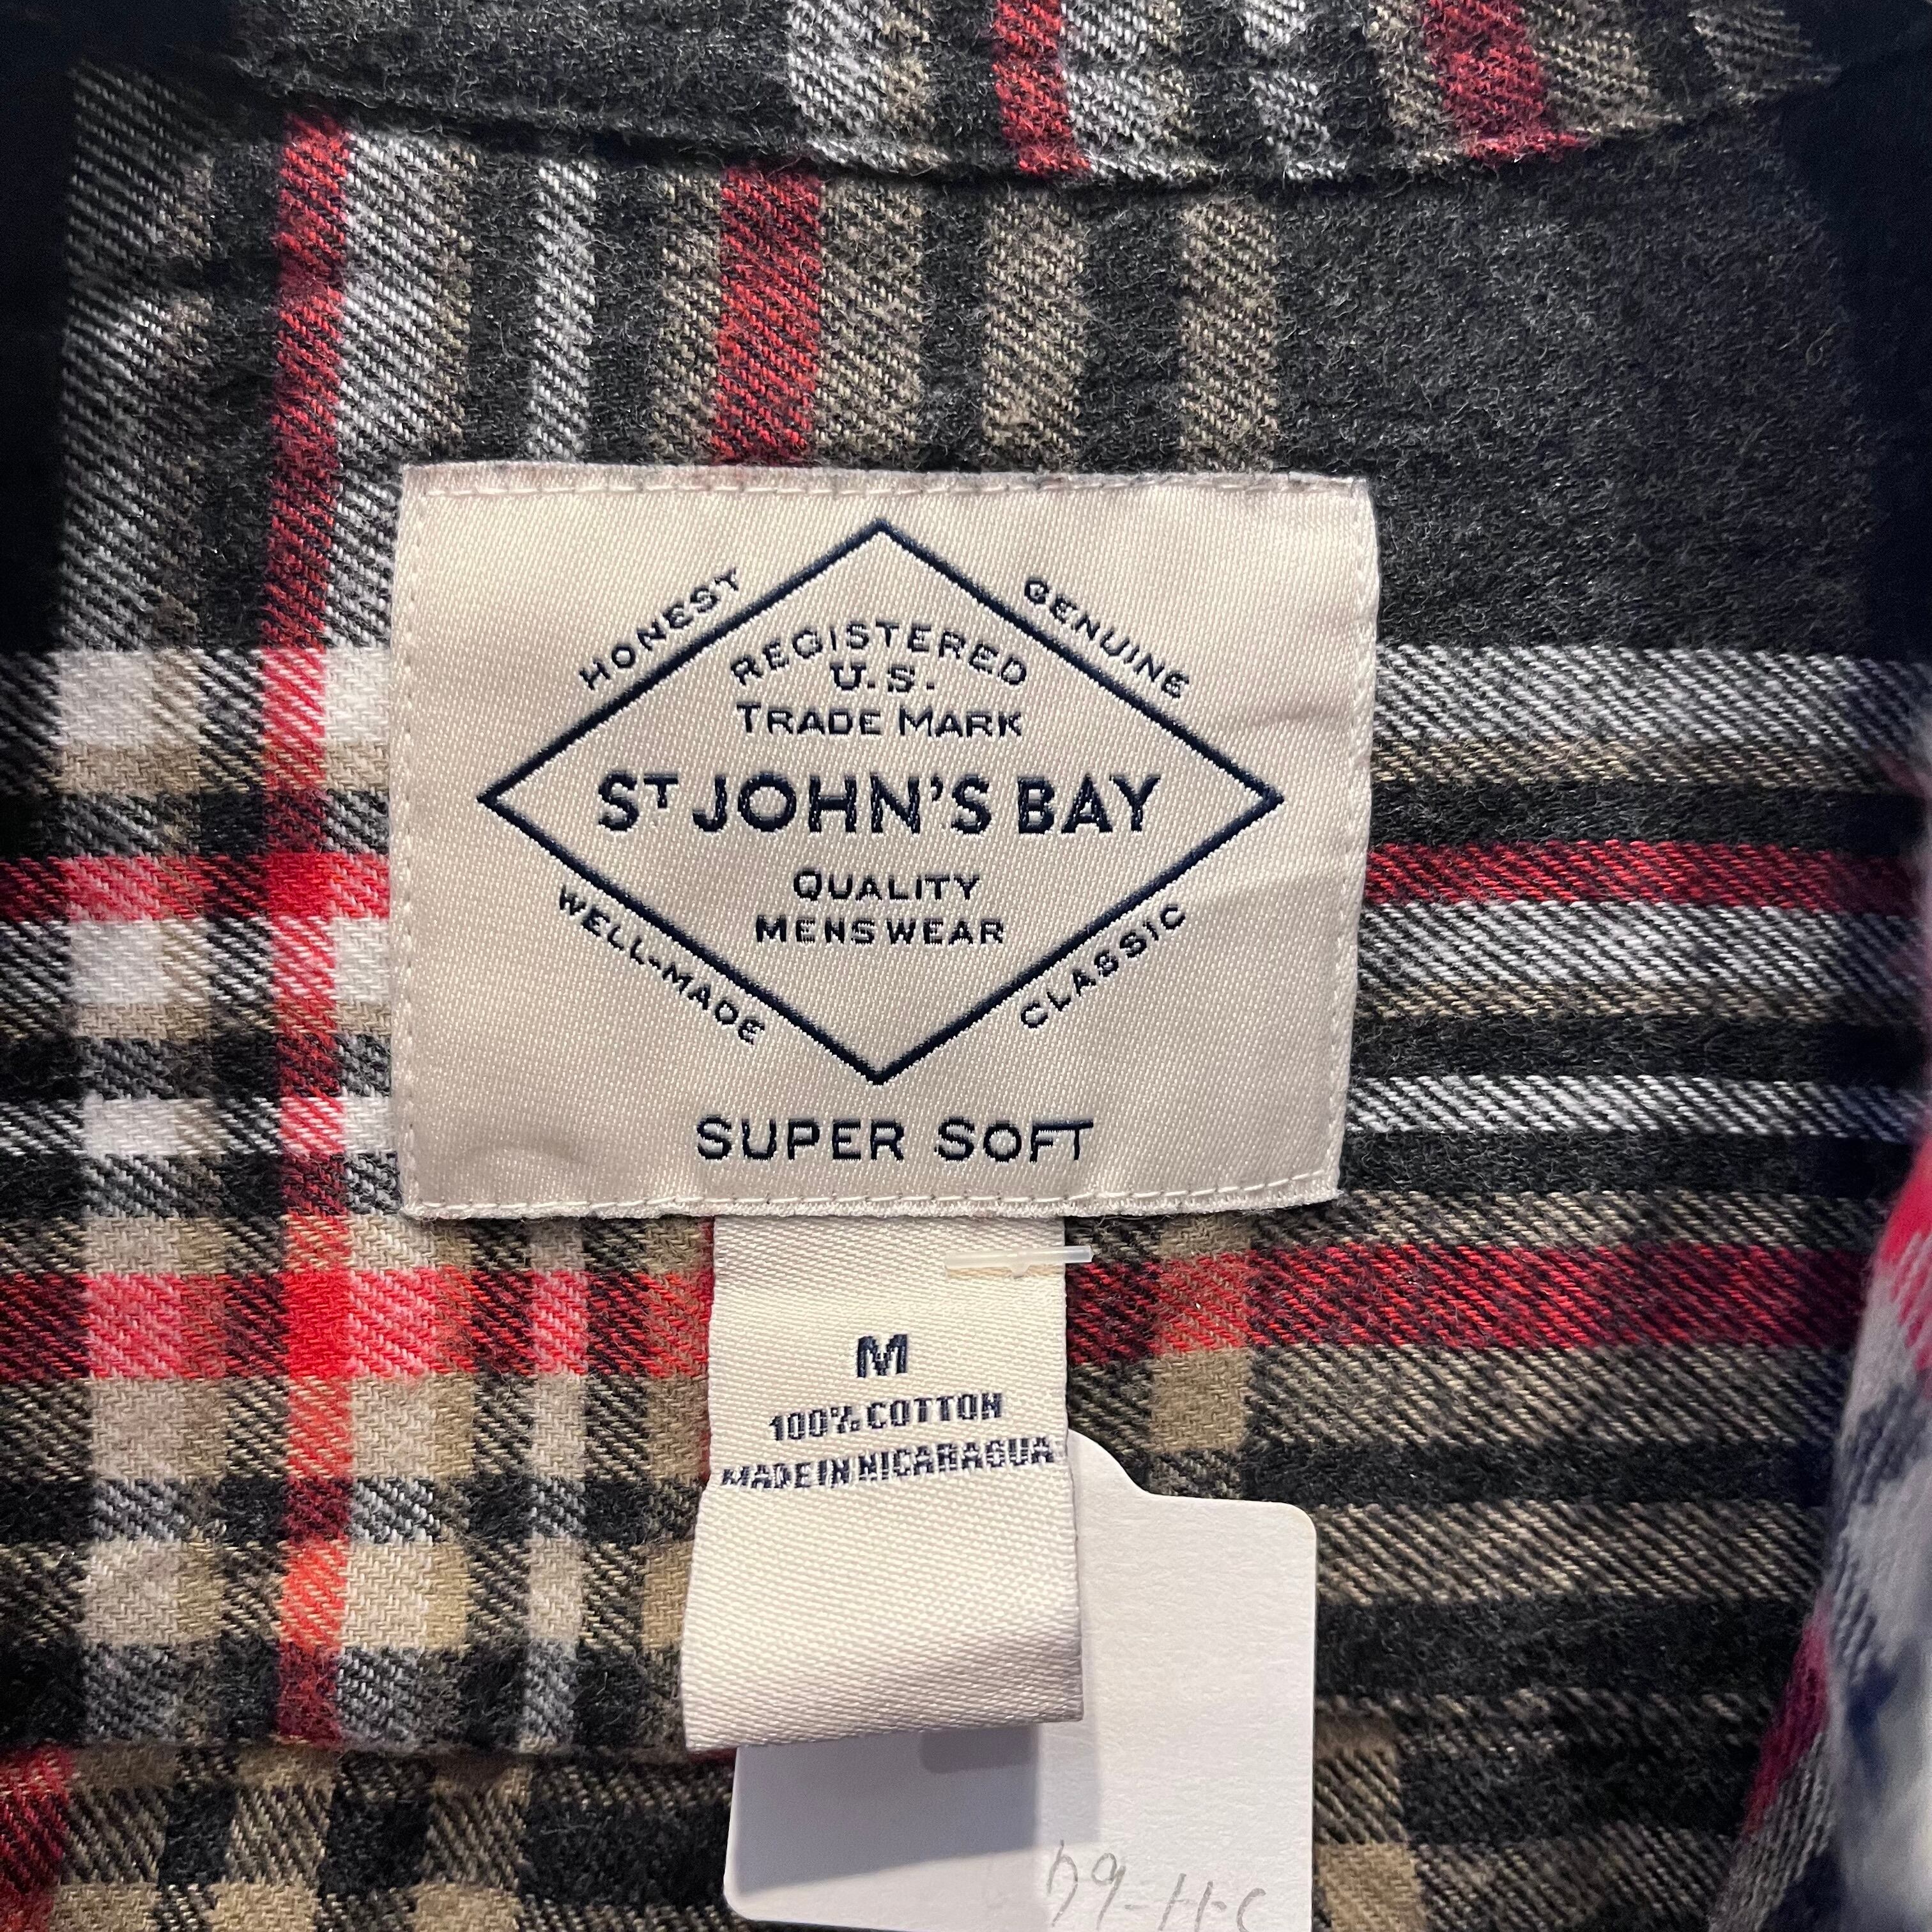 HONEST
GENUINE
REGISTERED
U.S.
TRADE MARK
ST JOHN'S BAY
QUALITY
MENSWEAR
WELL-MADE
CLASSIC
SUPER SOFT
M
100% COTTON
MADE IN NICARAGUA